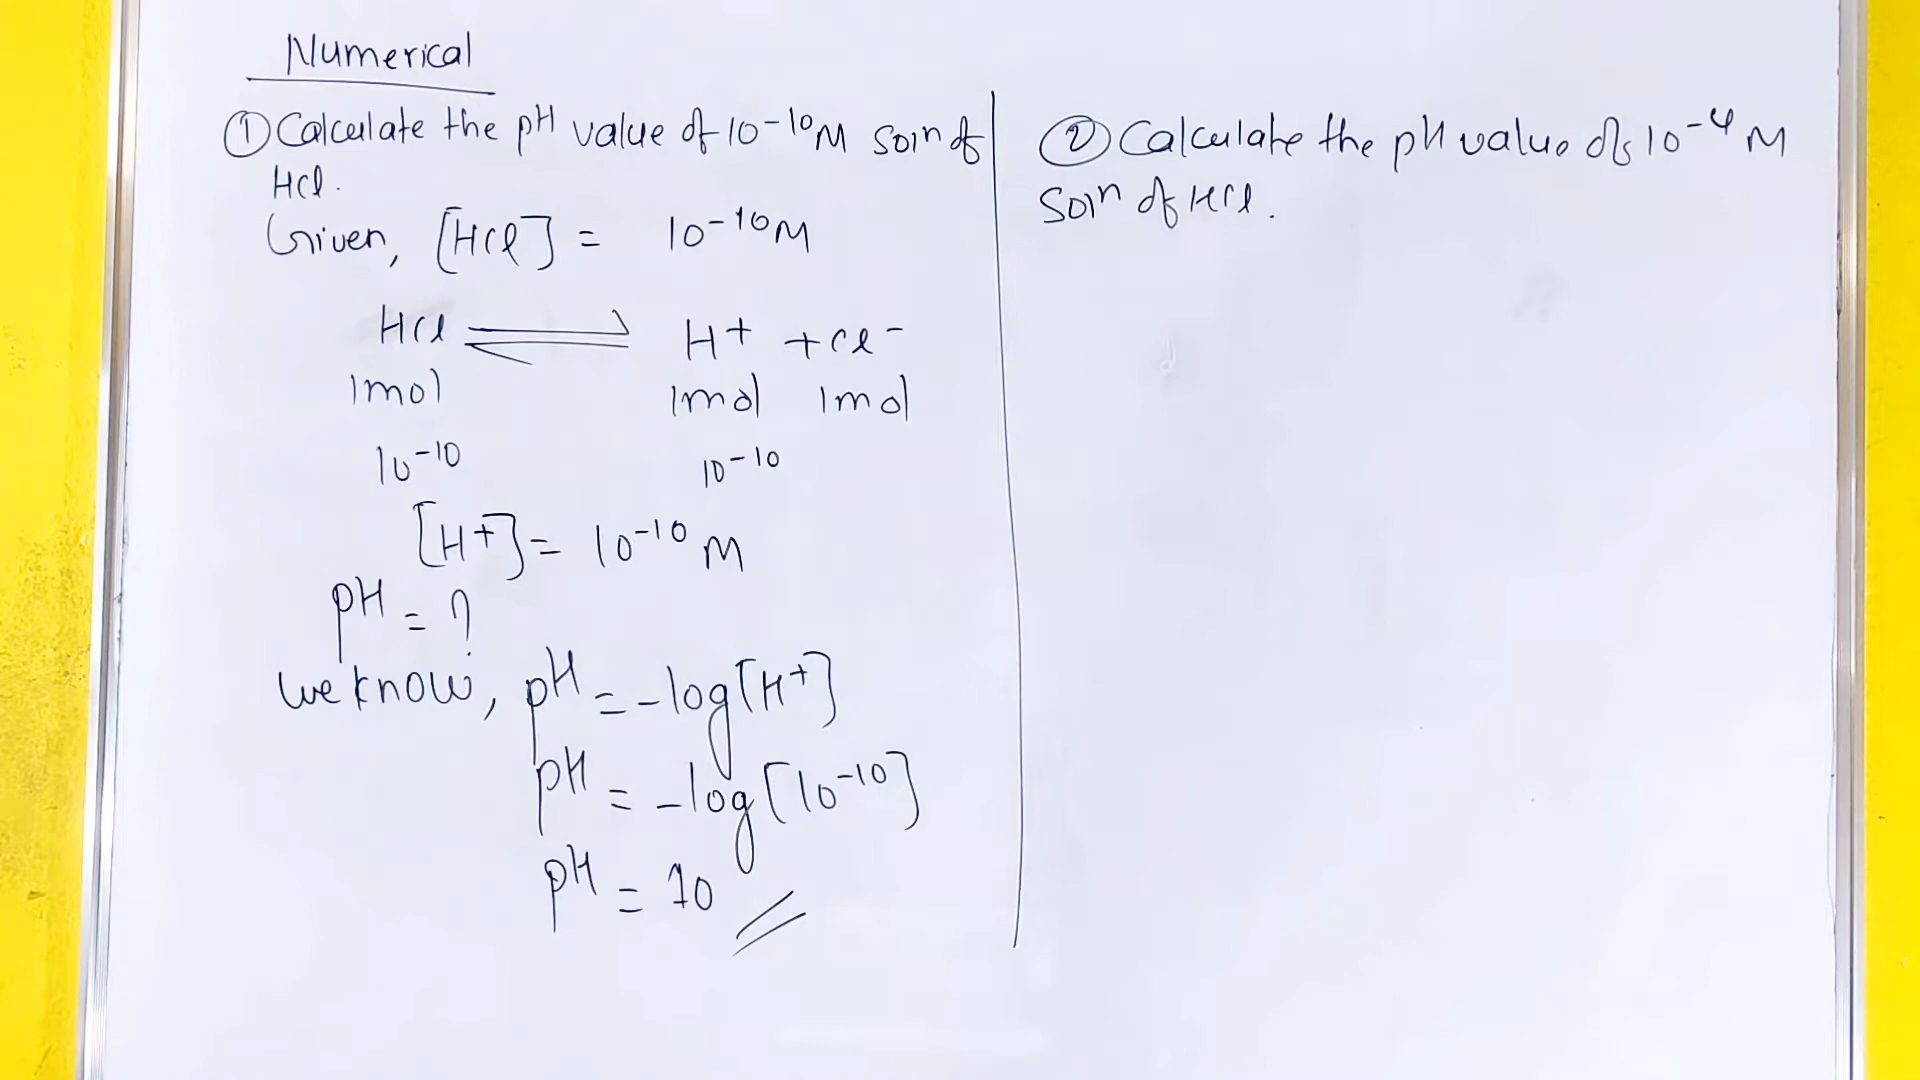 Numerical
① Calculate the pH value of 10⁻¹⁰M soln of
HCl.
Given, [HCl] = 10⁻¹⁰M
HCl ⇌ H+ + Cl⁻
1mol 1mol 1mol
10⁻¹⁰ 10⁻¹⁰
[H+] = 10⁻¹⁰ M
pH = ?
we know, pH = -log[H+]
pH = -log[10⁻¹⁰]
pH = 10
② Calculate the pH value of 10⁻⁴ M
soln of HCl.